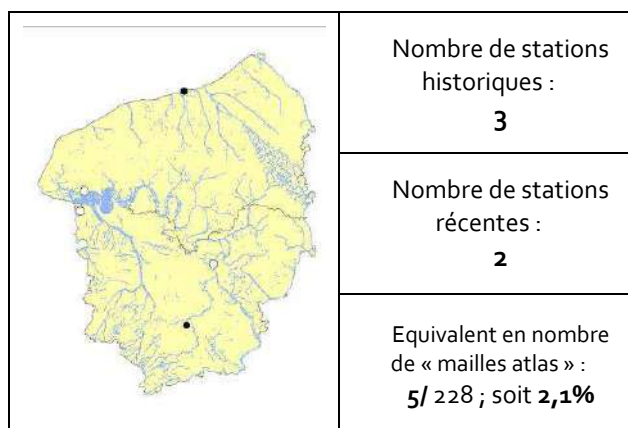 Nombre de stations
historiques :
3
Nombre de stations
récentes :
2
Equivalent en nombre
de « mailles atlas » :
5/ 228 ; soit 2,1%